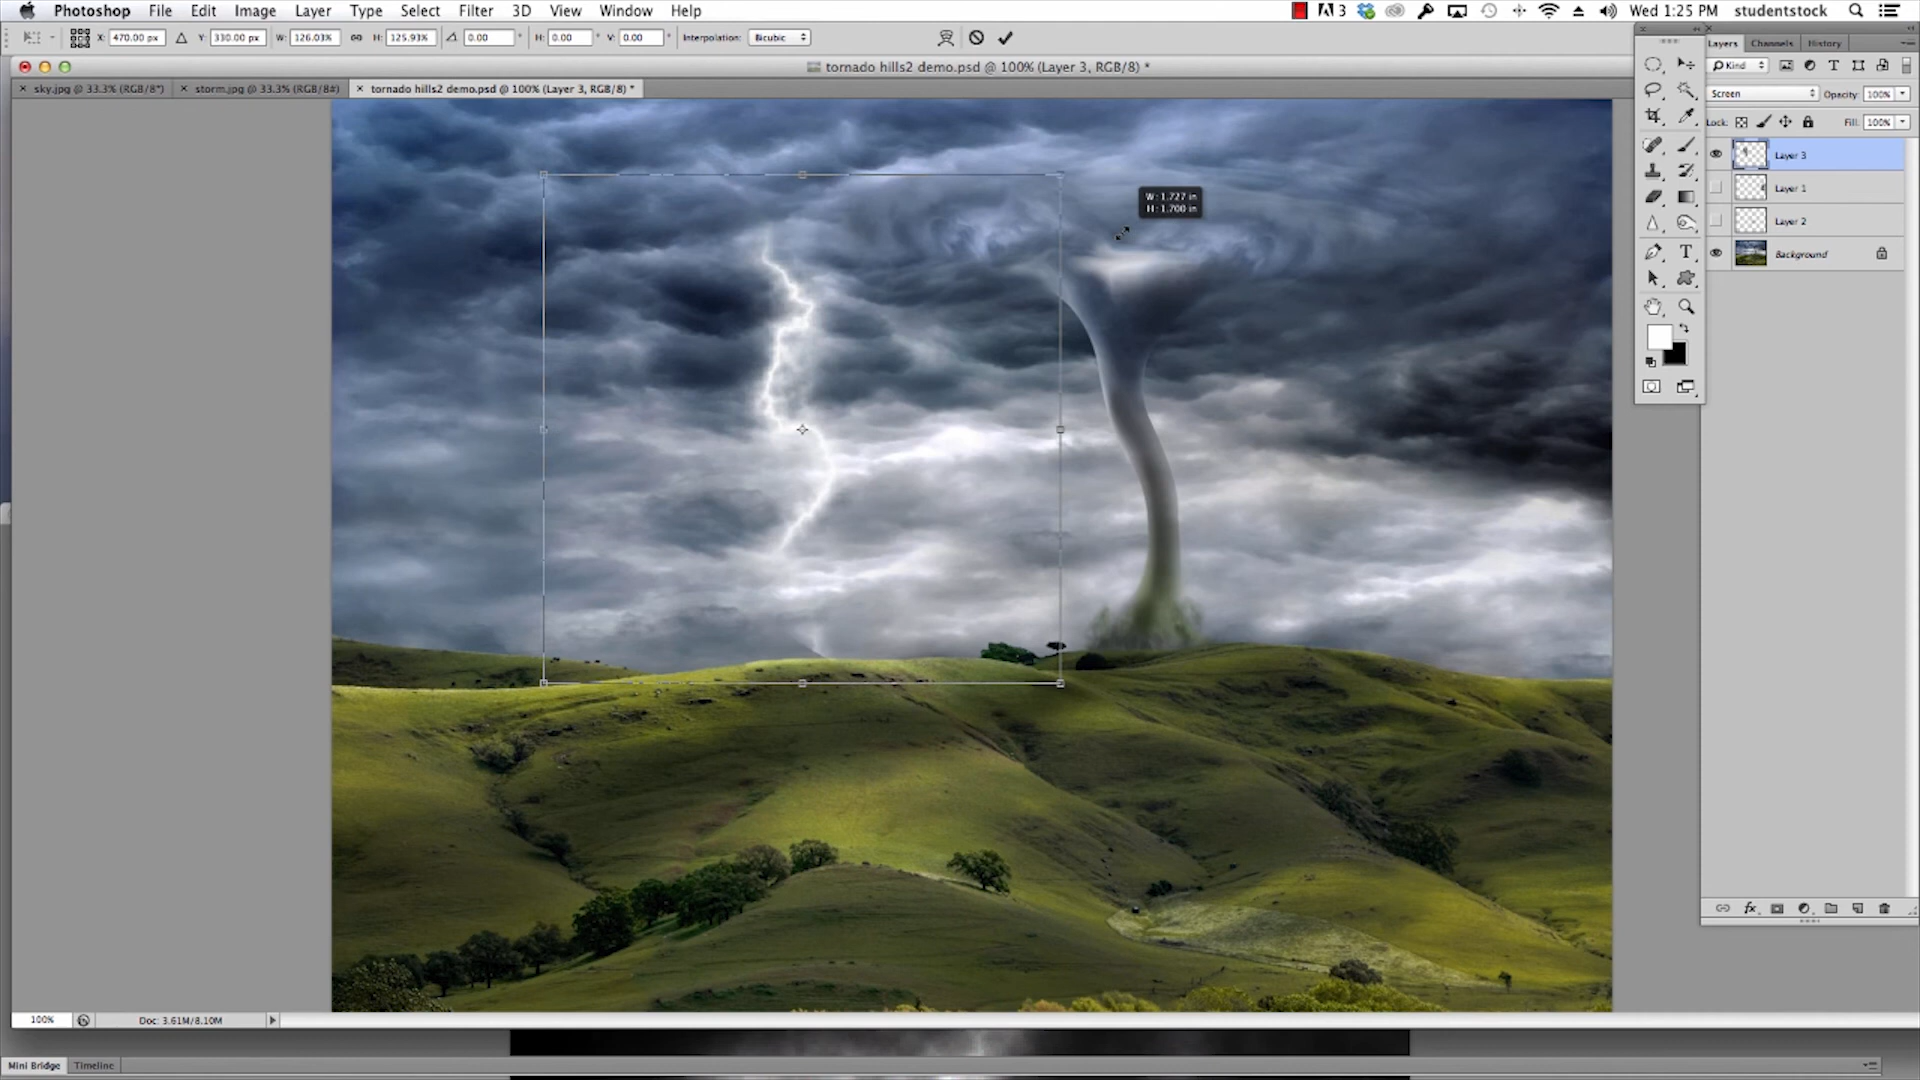 Photoshop File Edit Image Layer Type Select Filter 3D View Window Help 3 Wed 1:25 PM studentstock
X: 470.00 px Y: 330.00 px W: 126.03% H: 125.93% 0.00 ° H: 0.00 ° V: 0.00 ° Interpolation: Bicubic
tornado hills2 demo.psd @ 100% (Layer 3, RGB/8) *
sky.jpg @ 33.3% (RGB/8*) storm.jpg @ 33.3% (RGB/8#) tornado hills2 demo.psd @ 100% (Layer 3, RGB/8) *
Layers Channels History
Kind
Screen Opacity: 100%
Lock: Fill: 100%
Layer 3
Layer 1
Layer 2
Background
W: 1.727 in
H: 1.700 in
100% Doc: 3.61M/8.10M
Mini Bridge Timeline